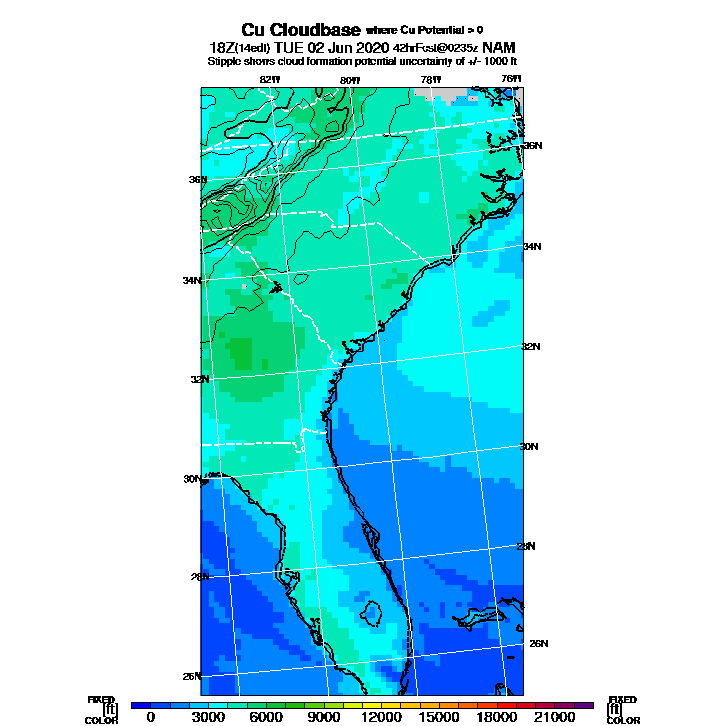 Cu Cloudbase where Cu Potential > 0
18Z(14edt) TUE 02 Jun 2020 42hrFcst@0235z NAM
Stipple shows cloud formation potential uncertainty of +/- 1000 ft
82W 80W 78W 76W
36N
36N
34N
34N
32N
32N
30N
30N
28N
28N
26N
26N
FIXED FIXED
[ft] [ft]
COLOR COLOR
0 3000 6000 9000 12000 15000 18000 21000